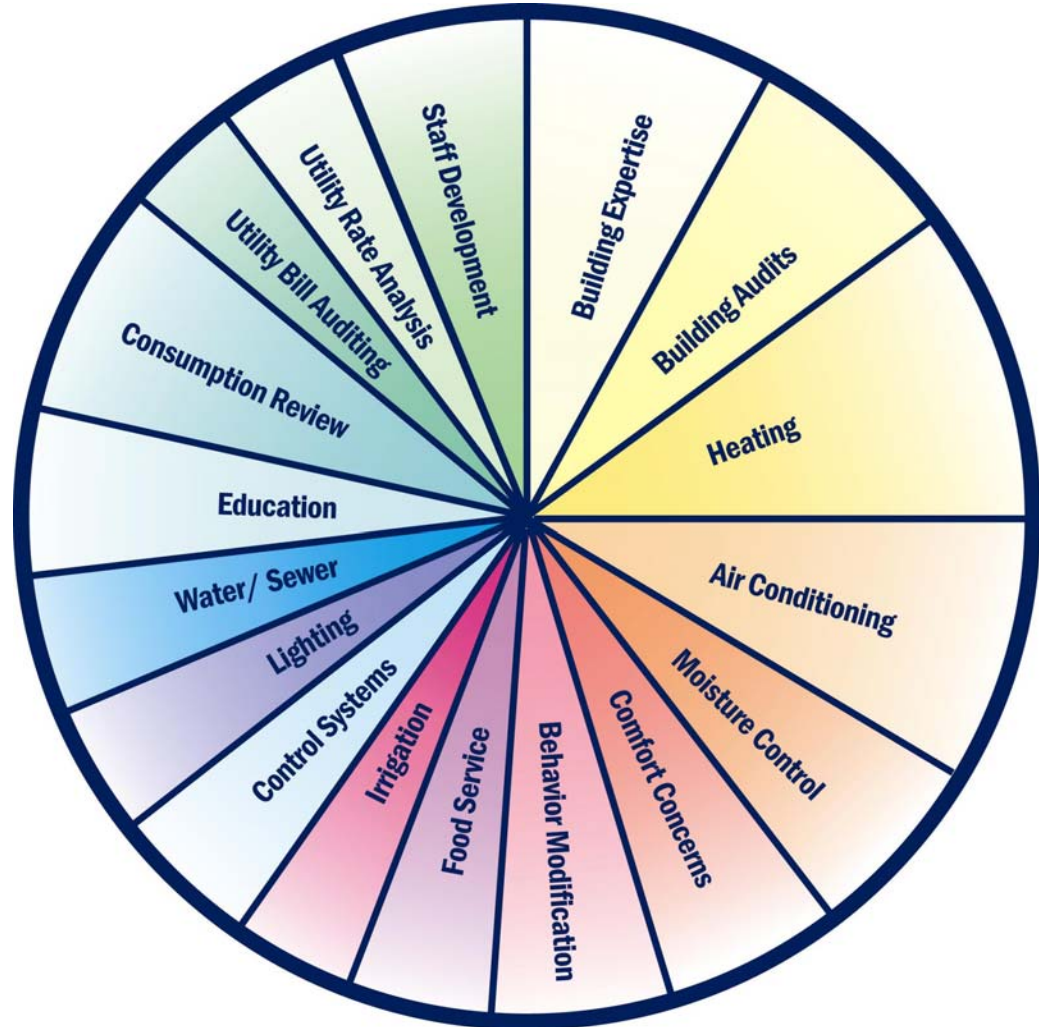 Building Expertise
Building Audits
Heating
Air Conditioning
Moisture Control
Comfort Concerns
Behavior Modification
Food Service
Irrigation
Control Systems
Lighting
Water/ Sewer
Education
Consumption Review
Utility Bill Auditing
Utility Rate Analysis
Staff Development